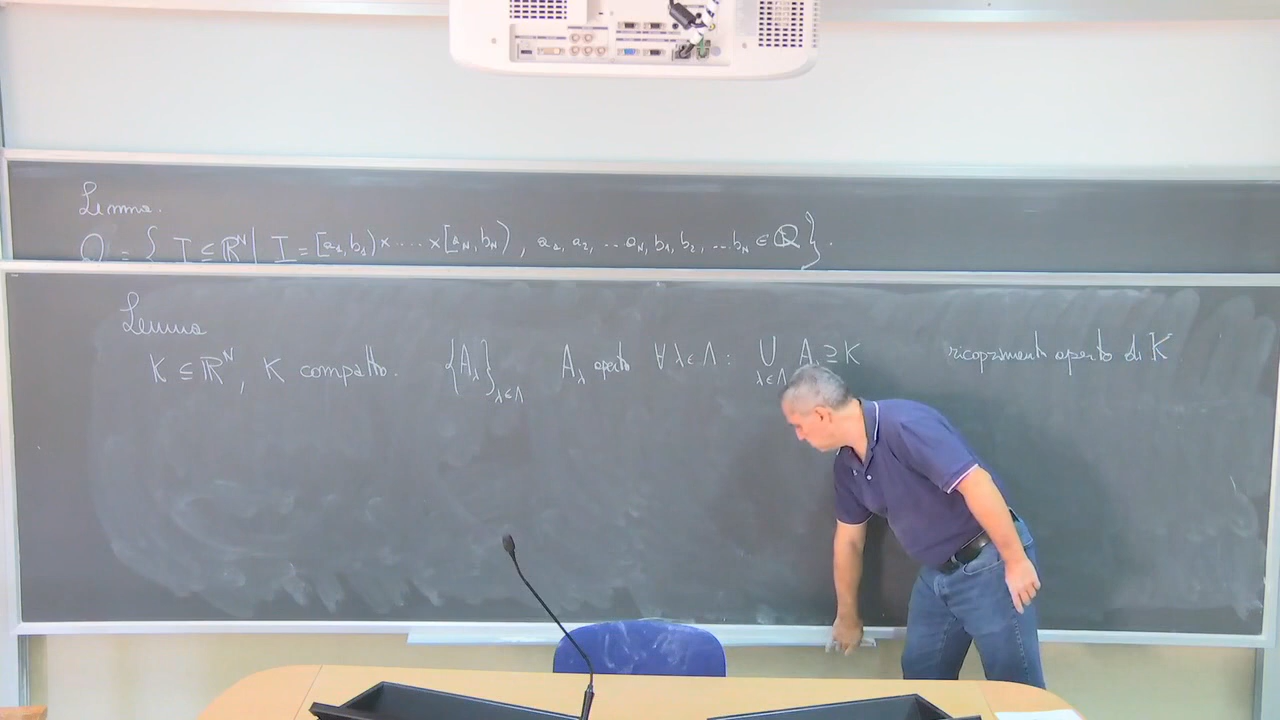 Lemma.
Q = { I ⊆ ℝᴺ | I = [a₁, b₁) × .... × [a_N, b_N) , a₁, a₂, ... a_N, b₁, b₂, ... b_N ∈ ℚ }.
Lemma
K ⊆ ℝᴺ, K compatto. {A_λ}_{λ∈Λ} A_λ aperto ∀ λ ∈ Λ : ⋃_{λ∈Λ} A ⊇ K ricoprimento aperto di K